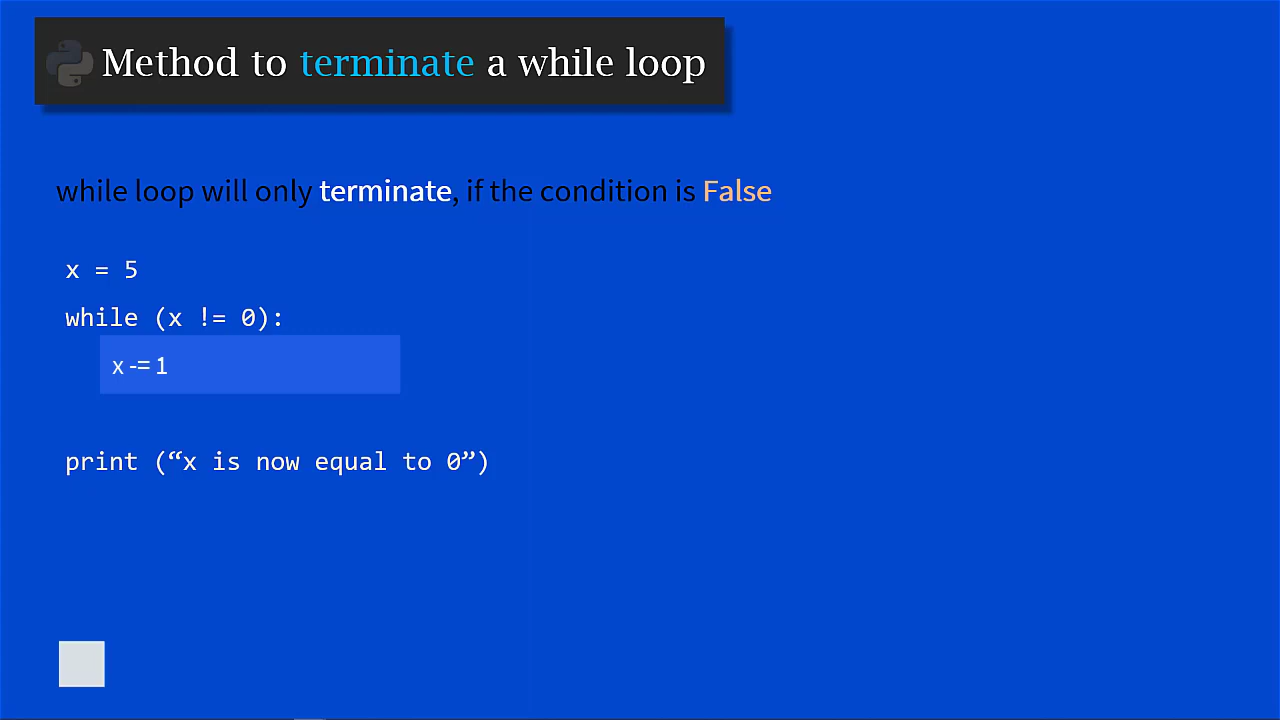 Method to terminate a while loop
while loop will only terminate, if the condition is False
x = 5
while (x != 0):
x -= 1
print (“x is now equal to 0”)